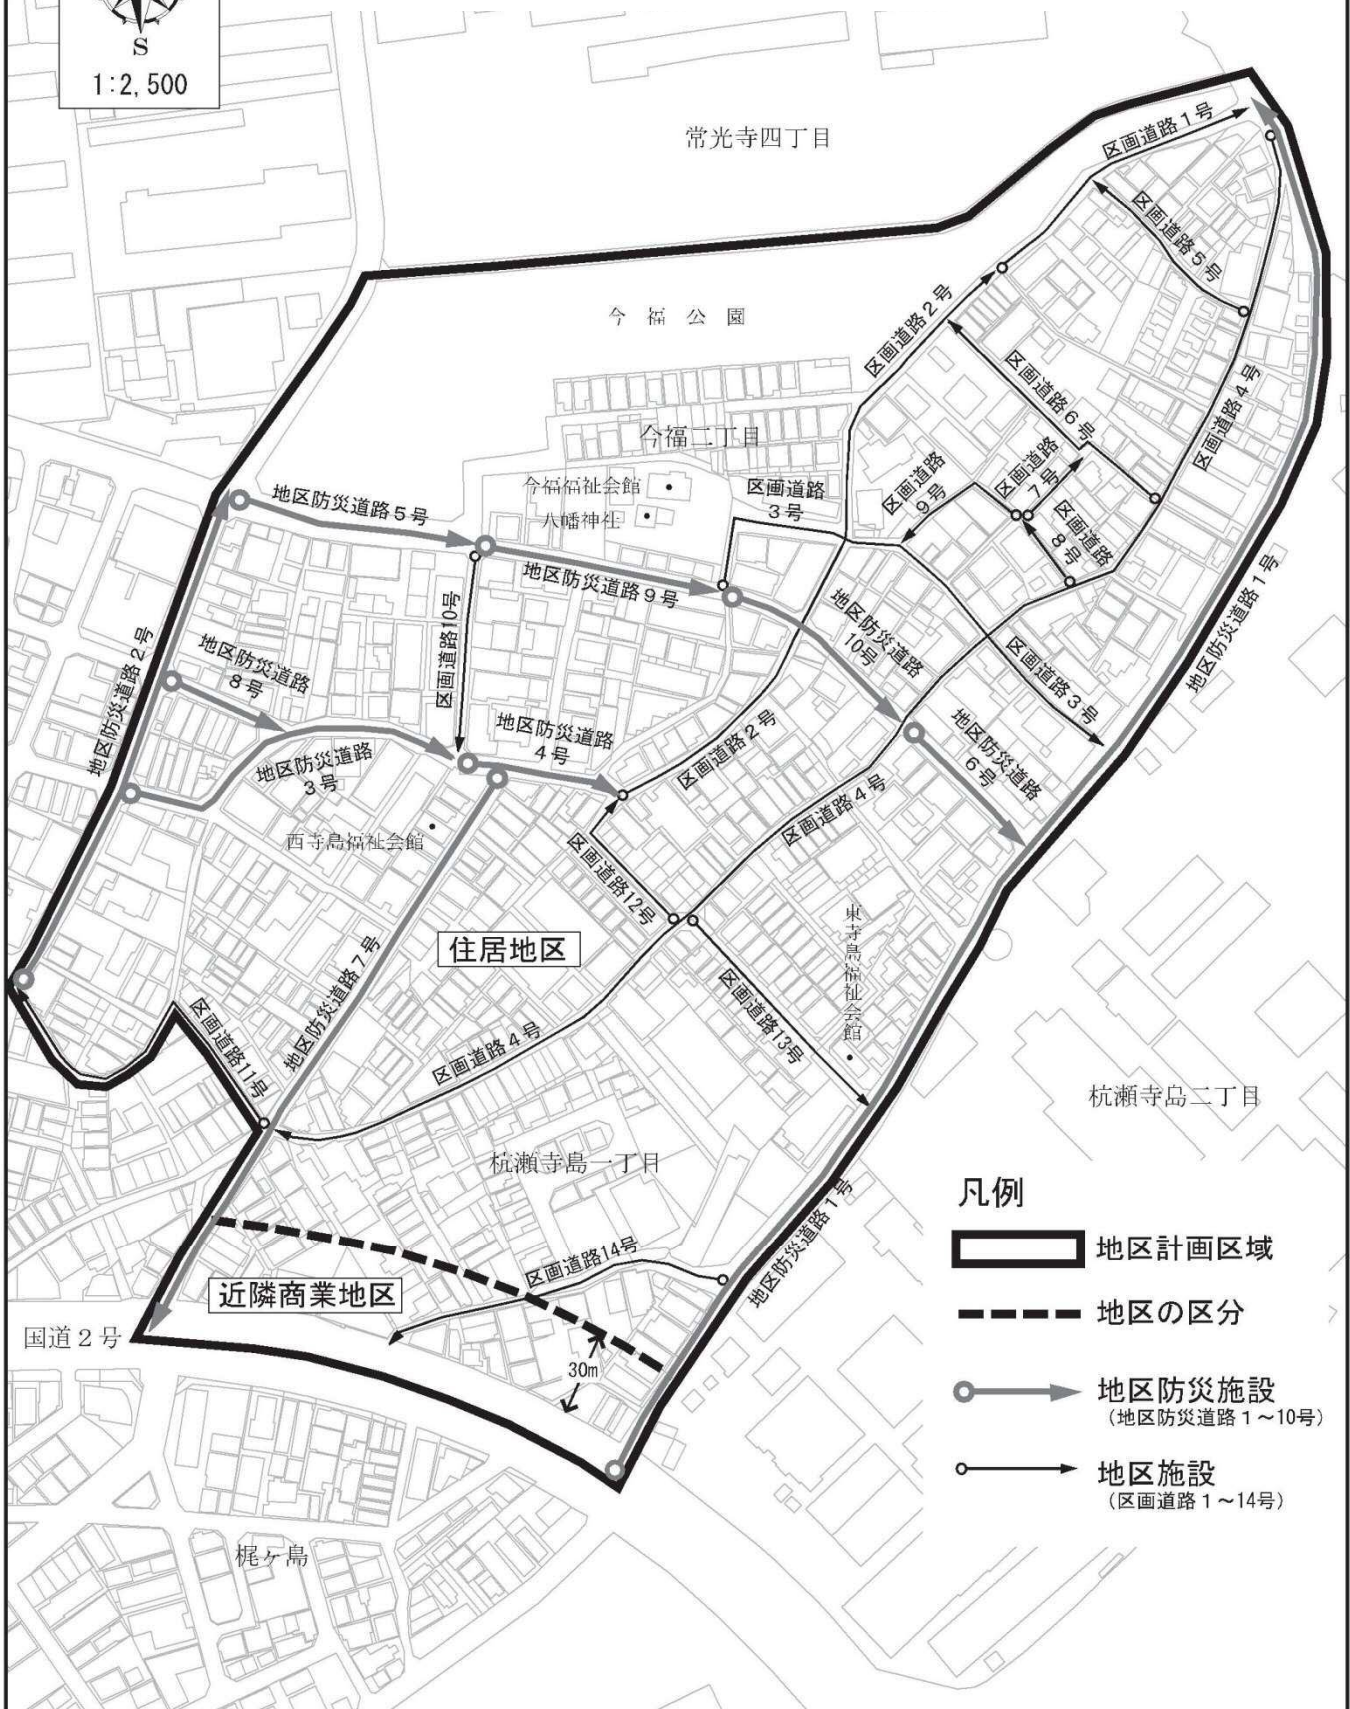 S
1:2,500
常光寺四丁目
区画道路1号
区画道路5号
今福公園
区画道路2号
区画道路6号
区画道路4号
今福二丁目
今福福祉会館
八幡神社
区画道路
3号
区画道路
9号
区画道路
7号
区画道路
8号
地区防災道路5号
地区防災道路9号
地区防災道路
10号
区画道路3号
地区防災道路1号
地区防災道路2号
地区防災道路
8号
区画道路10号
地区防災道路
3号
地区防災道路
4号
区画道路2号
地区防災道路
6号
区画道路4号
西寺島福祉会館
区画道路12号
東寺島福祉会館
住居地区
地区防災道路7号
区画道路13号
区画道路11号
区画道路4号
杭瀬寺島二丁目
杭瀬寺島一丁目
地区防災道路1号
区画道路14号
近隣商業地区
国道2号
30m
梶ヶ島
凡例
地区計画区域
地区の区分
地区防災施設
(地区防災道路1~10号)
地区施設
(区画道路1~14号)